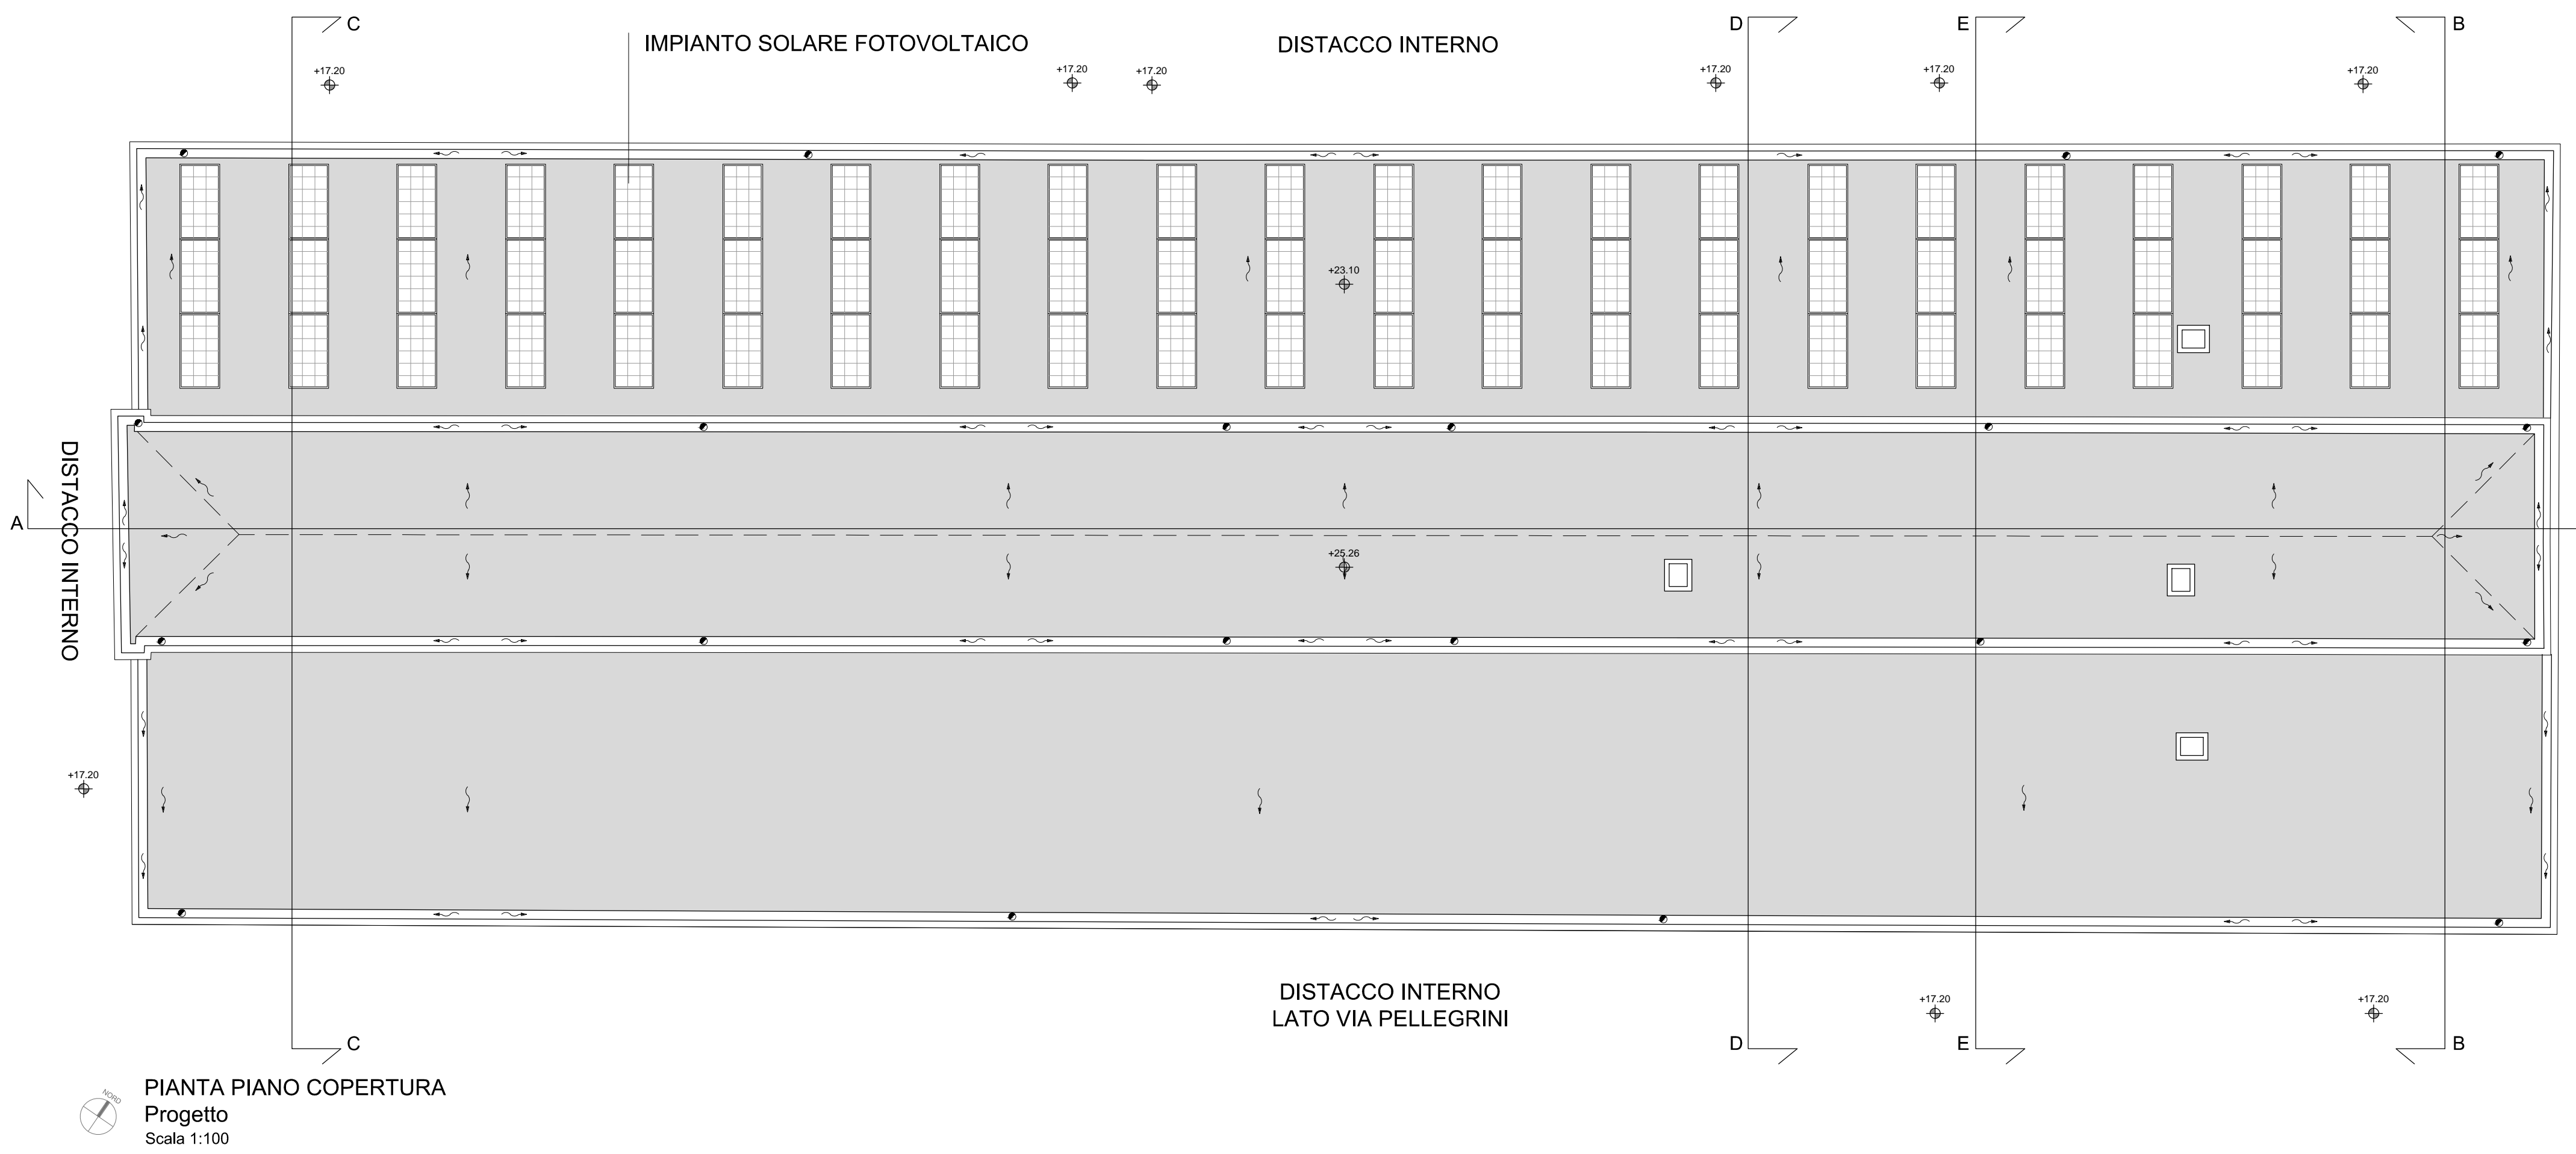 C
IMPIANTO SOLARE FOTOVOLTAICO
DISTACCO INTERNO
D
E
B
+17.20
+17.20
+17.20
+17.20
+17.20
+17.20
+23.10
DISTACCO INTERNO
A
+25.26
+17.20
DISTACCO INTERNO
LATO VIA PELLEGRINI
+17.20
+17.20
C
D
E
B
NORD
PIANTA PIANO COPERTURA
Progetto
Scala 1:100